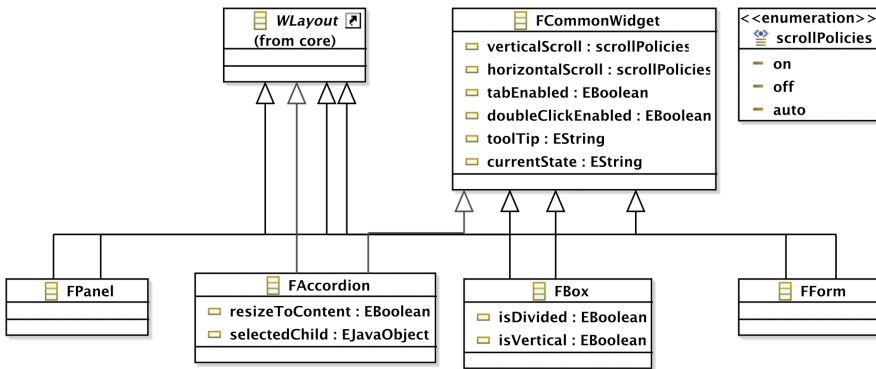 WLayout
(from core)
FCommonWidget
verticalScroll : scrollPolicies
horizontalScroll : scrollPolicies
tabEnabled : EBoolean
doubleClickEnabled : EBoolean
toolTip : EString
currentState : EString
<<enumeration>>
scrollPolicies
on
off
auto
FPanel
FAccordion
resizeToContent : EBoolean
selectedChild : EJavaObject
FBox
isDivided : EBoolean
isVertical : EBoolean
FForm